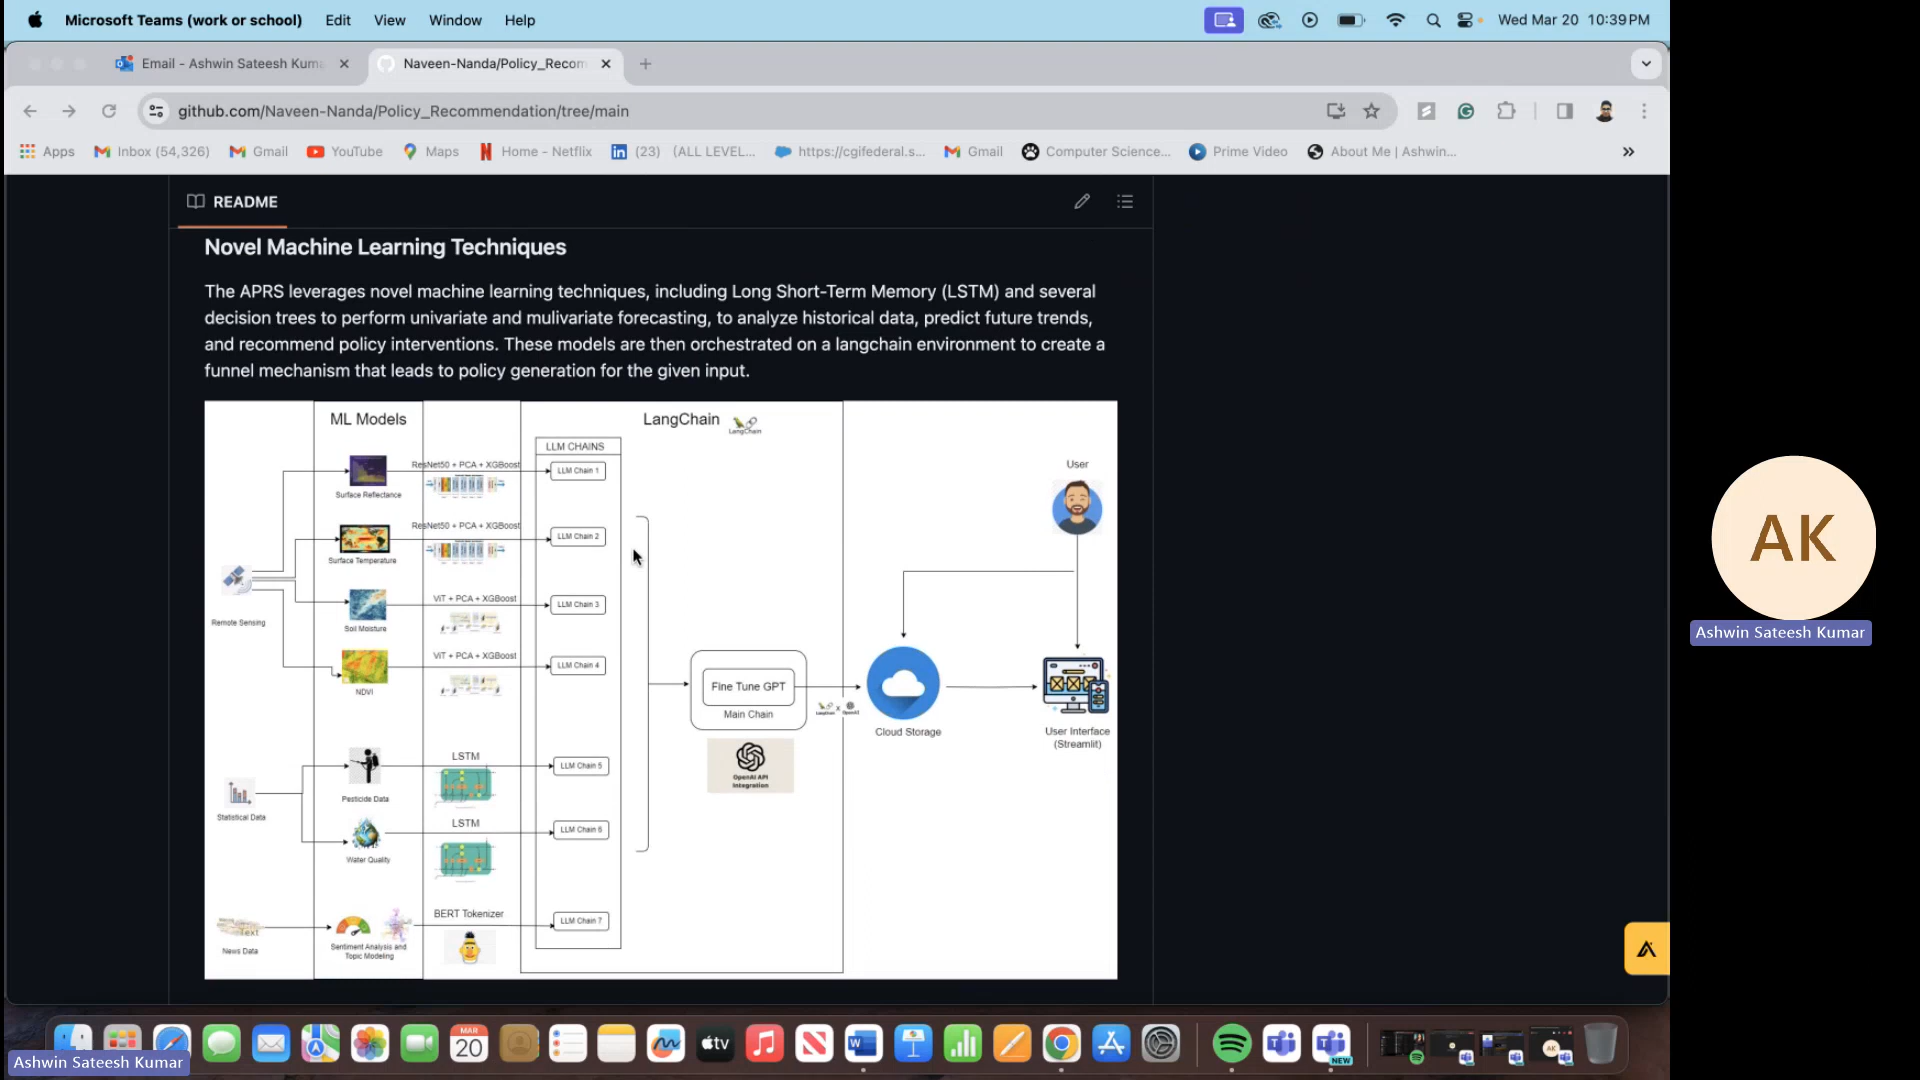 Microsoft Teams (work or school) Edit View Window Help
Wed Mar 20 10:39 PM
Email - Ashwin Sateesh Kuma
Naveen-Nanda/Policy_Recom
github.com/Naveen-Nanda/Policy_Recommendation/tree/main
Apps Inbox (54,326) Gmail YouTube Maps Home - Netflix (23) (ALL LEVEL... https://cgifederal.s... Gmail Computer Science... Prime Video About Me | Ashwin...
README
Novel Machine Learning Techniques
The APRS leverages novel machine learning techniques, including Long Short-Term Memory (LSTM) and several
decision trees to perform univariate and mulivariate forecasting, to analyze historical data, predict future trends,
and recommend policy interventions. These models are then orchestrated on a langchain environment to create a
funnel mechanism that leads to policy generation for the given input.
ML Models
LangChain
LangChain
LLM CHAINS
ResNet50 + PCA + XGBoost
LLM Chain 1
User
Surface Reflectance
ResNet50 + PCA + XGBoost
LLM Chain 2
Surface Temperature
ViT + PCA + XGBoost
LLM Chain 3
Remote Sensing
Soil Moisture
ViT + PCA + XGBoost
LLM Chain 4
NDVI
Fine Tune GPT
Main Chain
Cloud Storage
User Interface
(Streamlit)
LSTM
LLM Chain 5
OpenAI API
Integration
Pesticide Data
Statistical Data
LSTM
LLM Chain 6
Water Quality
BERT Tokenizer
LLM Chain 7
News Data
Sentiment Analysis and
Topic Modeling
AK
Ashwin Sateesh Kumar
MAR
20
tv
NEW
Ashwin Sateesh Kumar